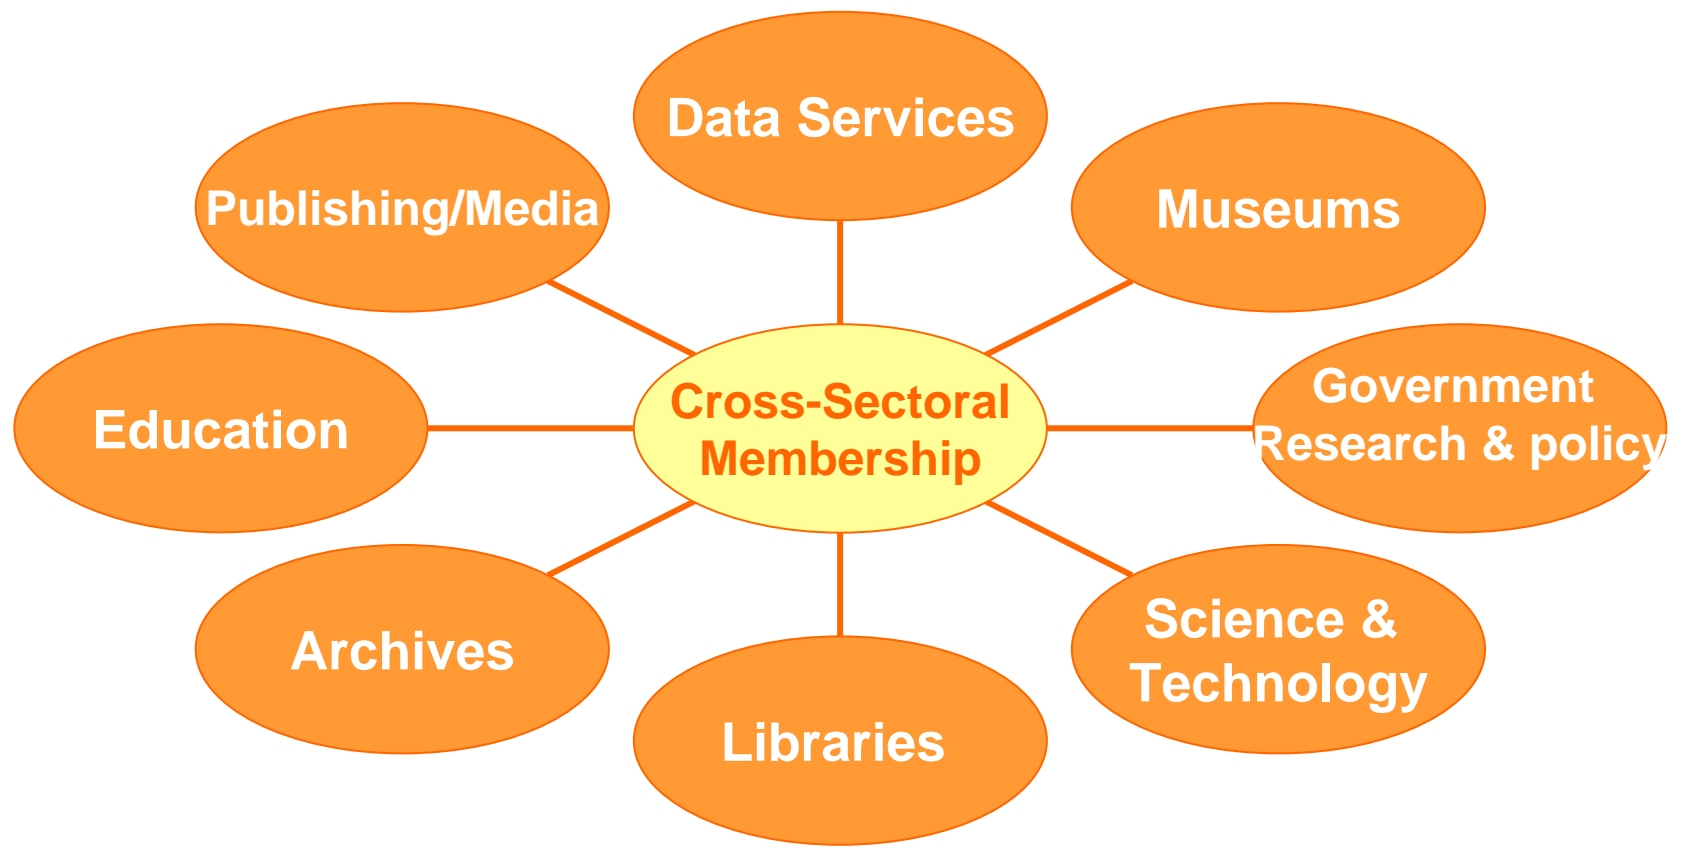 Data Services
Publishing/Media
Museums
Cross-Sectoral
Membership
Government
Research & policy
Education
Science &
Technology
Archives
Libraries